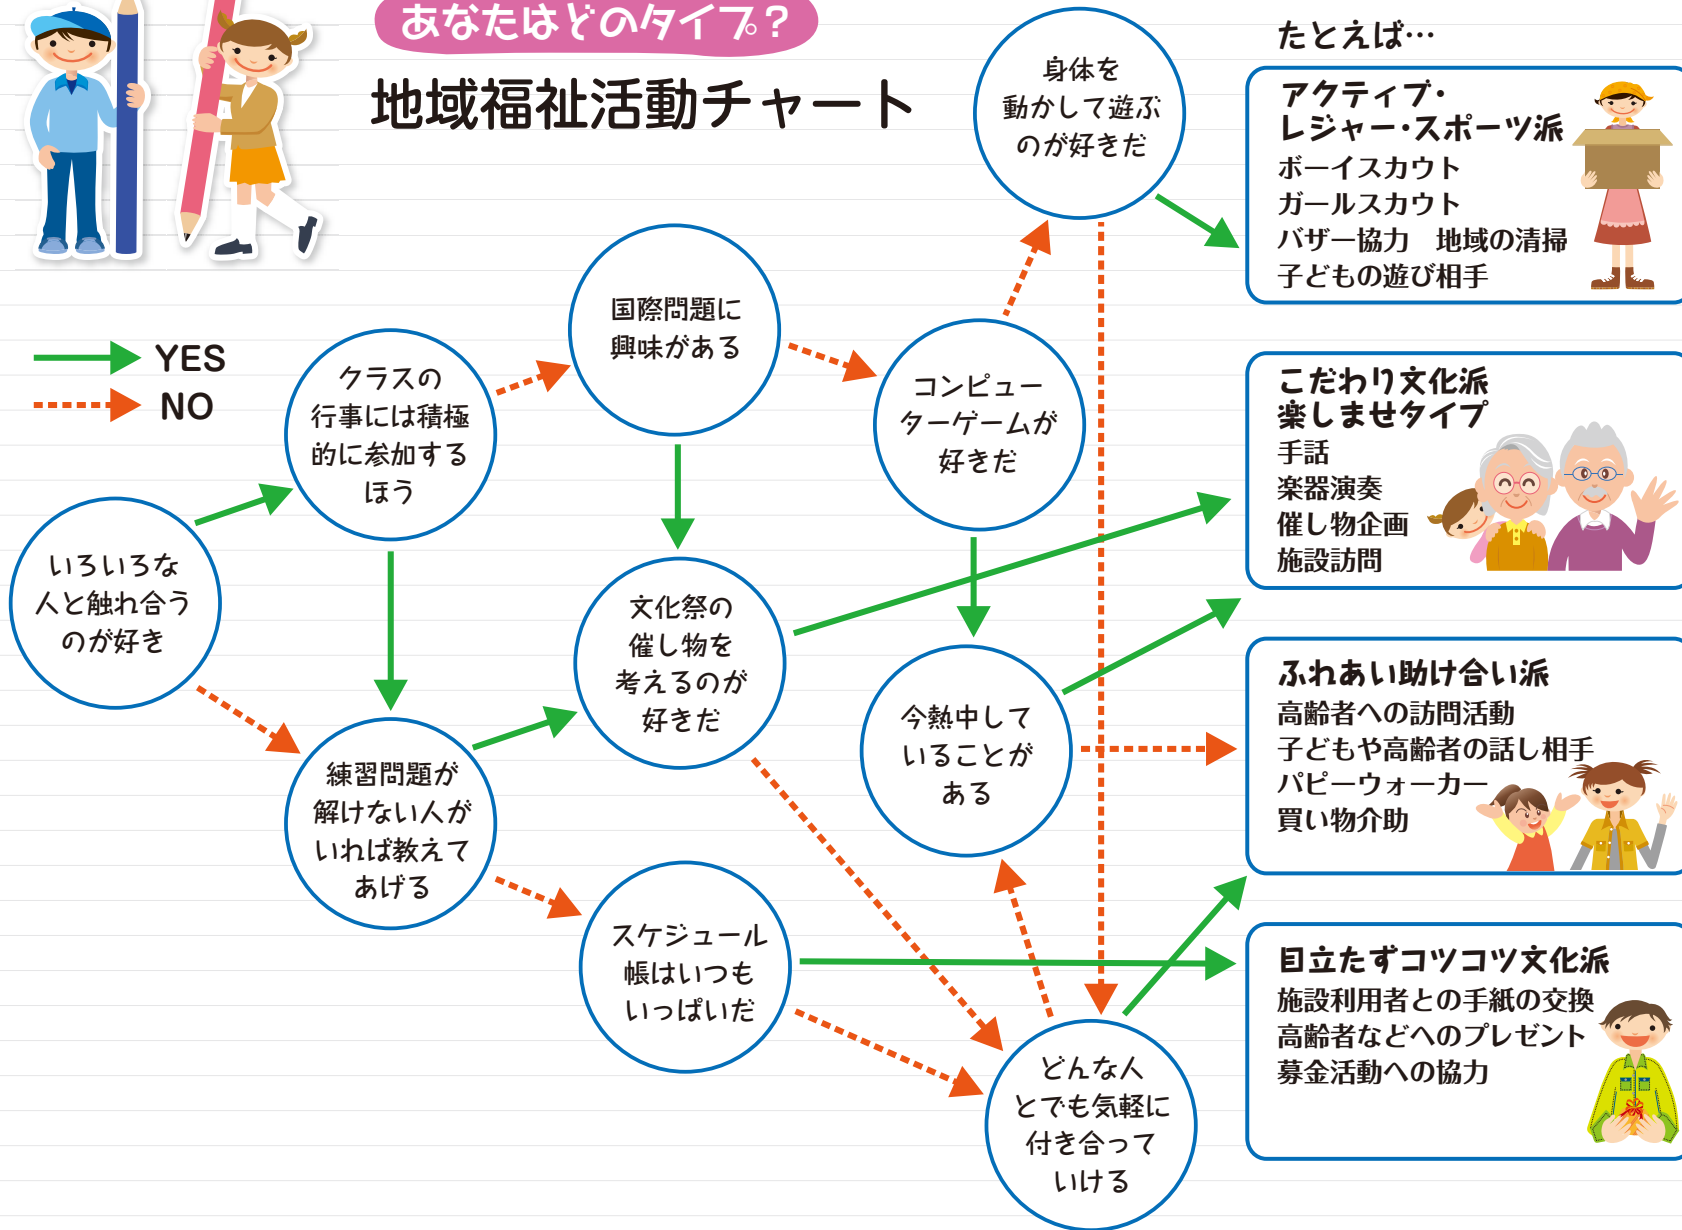 あなたはどのタイプ？
地域福祉活動チャート
YES
NO
いろいろな
人と触れ合う
のが好き
クラスの
行事には積極
的に参加する
ほう
練習問題が
解けない人が
いれば教えて
あげる
国際問題に
興味がある
文化祭の
催し物を
考えるのが
好きだ
スケジュール
帳はいつも
いっぱいだ
身体を
動かして遊ぶ
のが好きだ
コンピュー
ターゲームが
好きだ
今熱中して
いることが
ある
どんな人
とでも気軽に
付き合って
いける
たとえば…
アクティブ・
レジャー・スポーツ派
ボーイスカウト
ガールスカウト
バザー協力　地域の清掃
子どもの遊び相手
こだわり文化派
楽しませタイプ
手話
楽器演奏
催し物企画
施設訪問
ふれあい助け合い派
高齢者への訪問活動
子どもや高齢者の話し相手
パピーウォーカー
買い物介助
目立たずコツコツ文化派
施設利用者との手紙の交換
高齢者などへのプレゼント
募金活動への協力